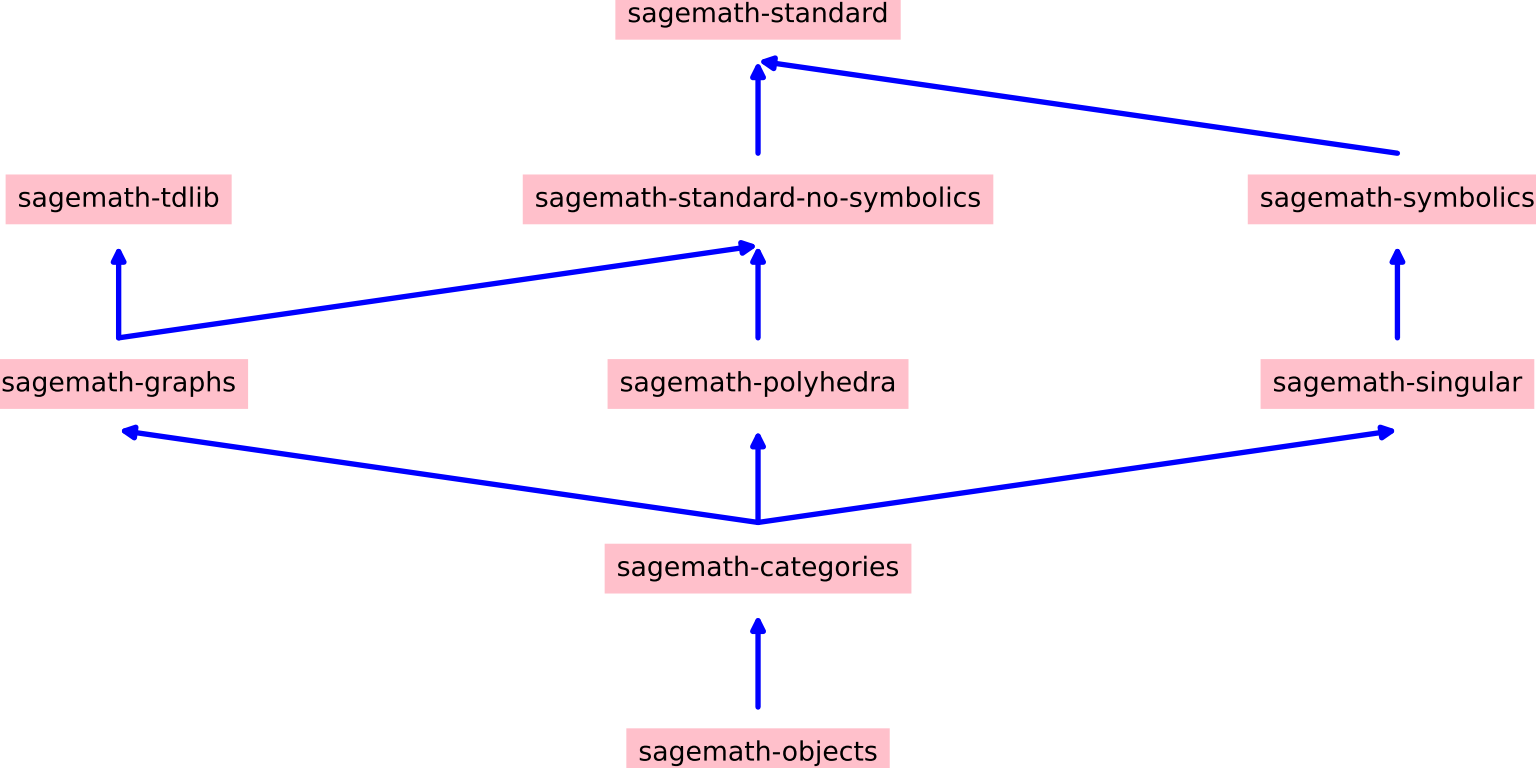 sagemath-standard
sagemath-tdlib
sagemath-standard-no-symbolics
sagemath-symbolics
sagemath-graphs
sagemath-polyhedra
sagemath-singular
sagemath-categories
sagemath-objects